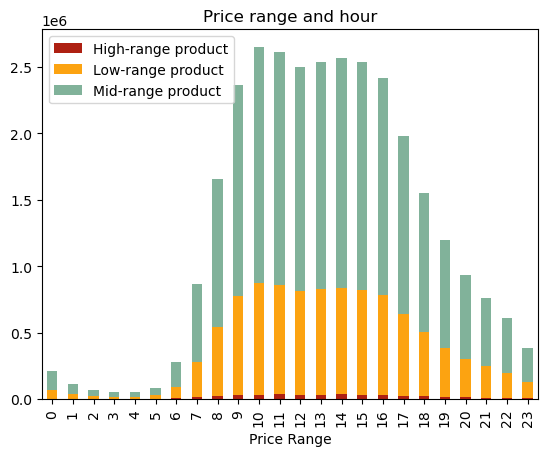 Price range and hour
1e6
High-range product
Low-range product
Mid-range product
2.5
2.0
1.5
1.0
0.5
0.0
0 1 2 3 4 5 6 7 8 9 10 11 12 13 14 15 16 17 18 19 20 21 22 23
Price Range